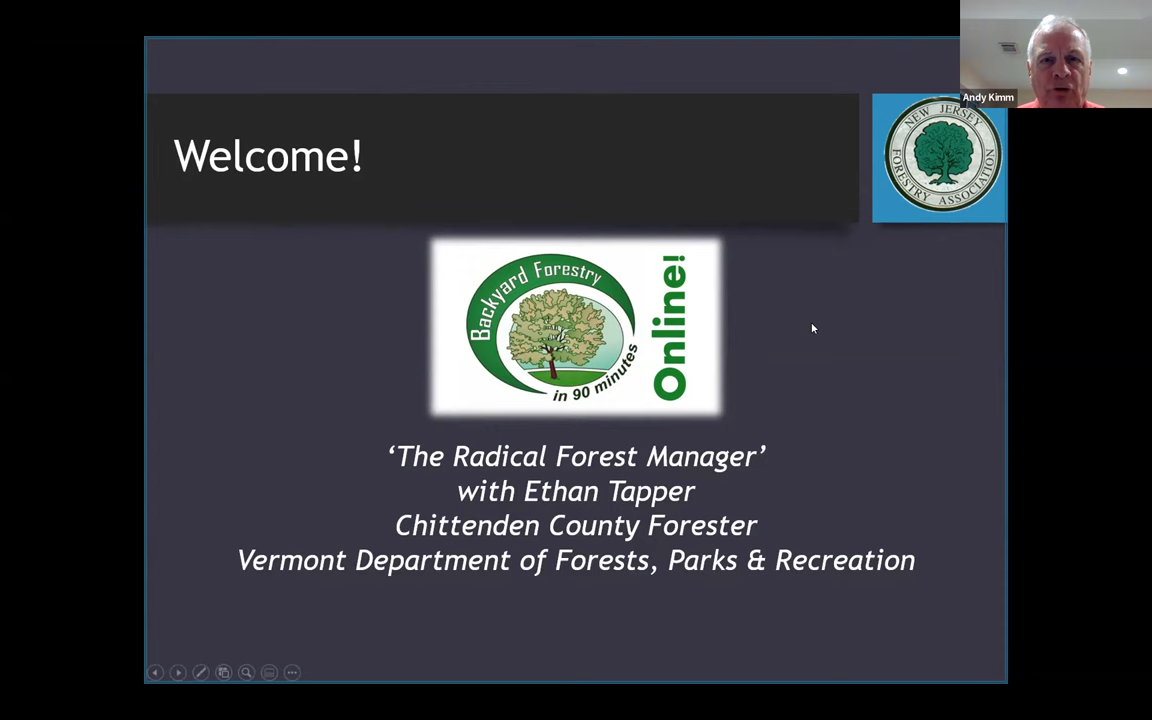 Andy Kimm
Welcome!
NEW JERSEY
FORESTRY ASSOCIATION
Backyard Forestry
in 90 minutes
Online!
‘The Radical Forest Manager’
with Ethan Tapper
Chittenden County Forester
Vermont Department of Forests, Parks & Recreation